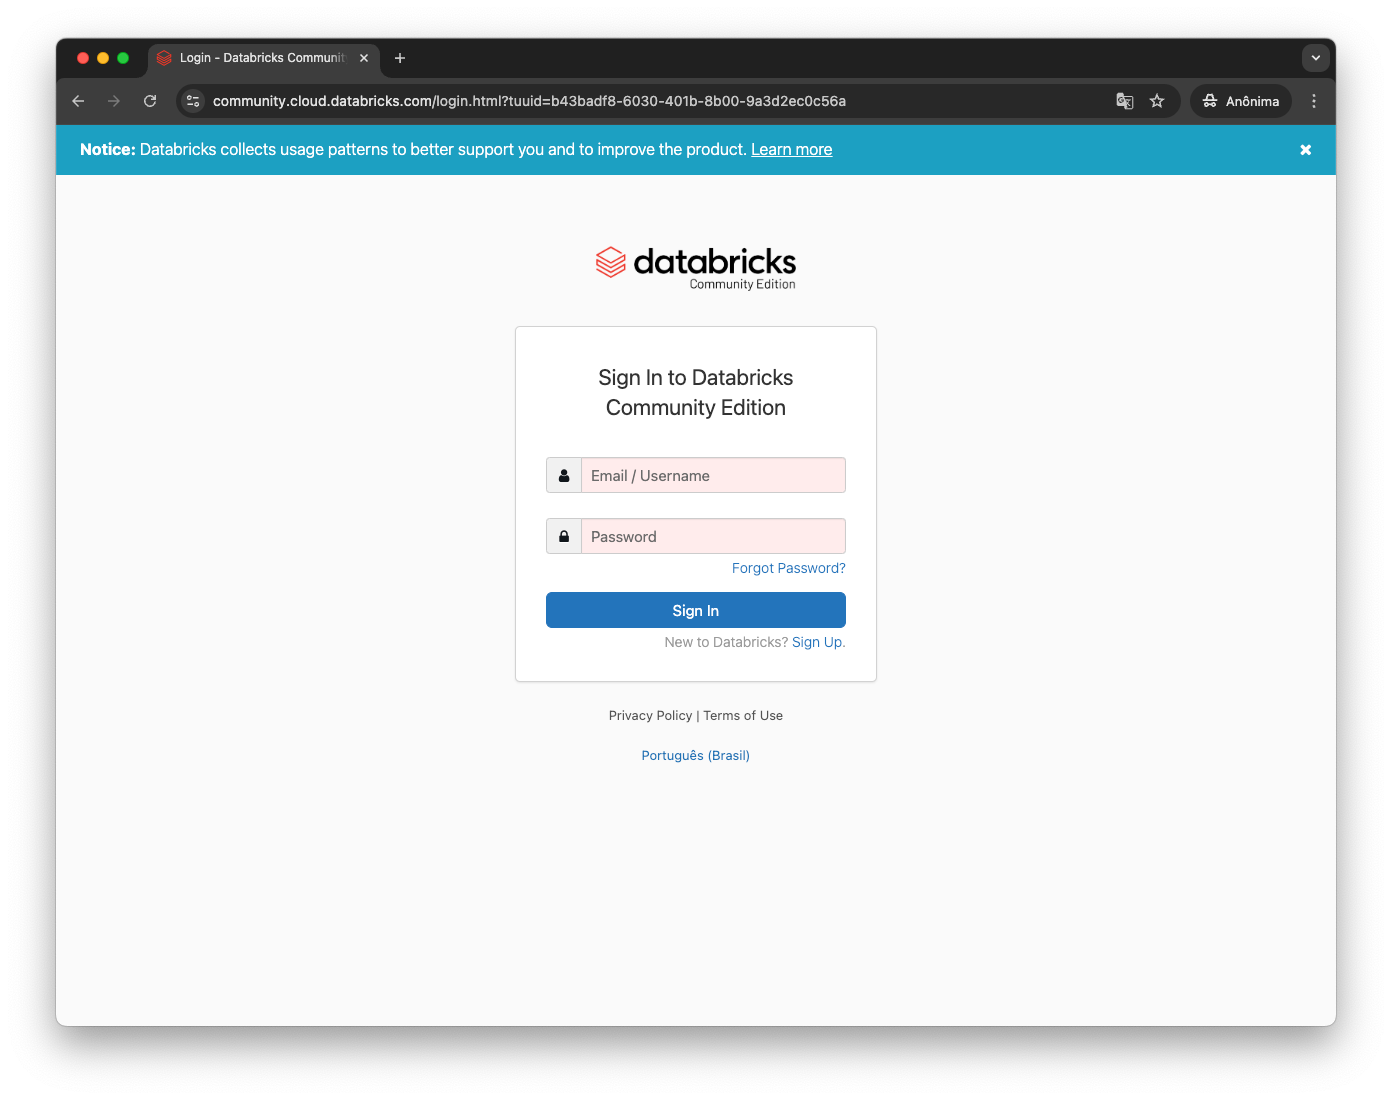 Login - Databricks Communit
community.cloud.databricks.com/login.html?tuuid=b43badf8-6030-401b-8b00-9a3d2ec0c56a
Anônima
Notice: Databricks collects usage patterns to better support you and to improve the product. Learn more
databricks
Community Edition
Sign In to Databricks
Community Edition
Email / Username
Password
Forgot Password?
Sign In
New to Databricks? Sign Up.
Privacy Policy | Terms of Use
Português (Brasil)